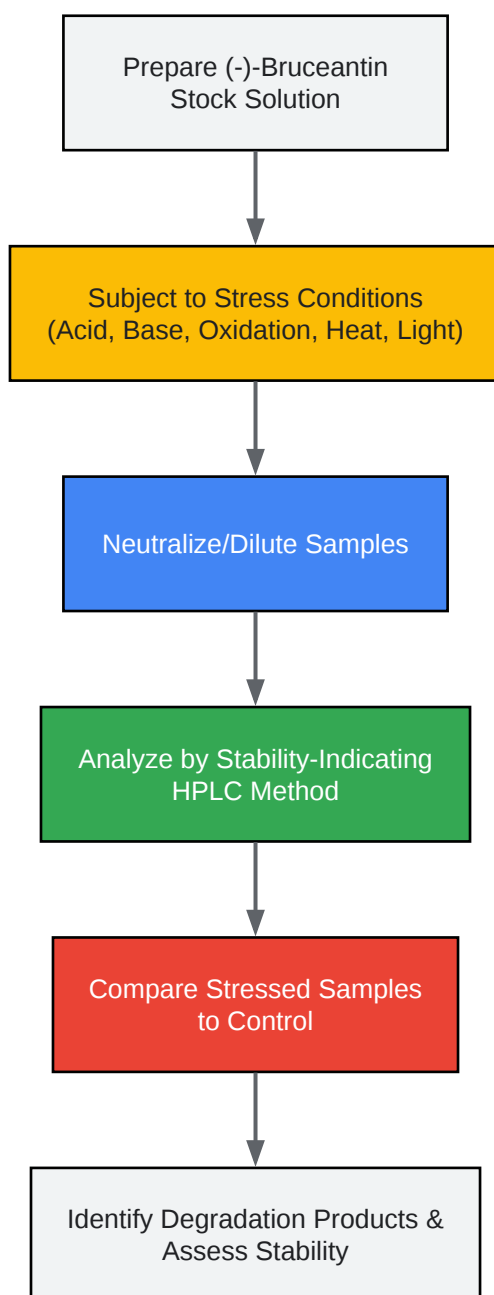 Prepare (-)-Bruceantin
Stock Solution
Subject to Stress Conditions
(Acid, Base, Oxidation, Heat, Light)
Neutralize/Dilute Samples
Analyze by Stability-Indicating
HPLC Method
Compare Stressed Samples
to Control
Identify Degradation Products &
Assess Stability